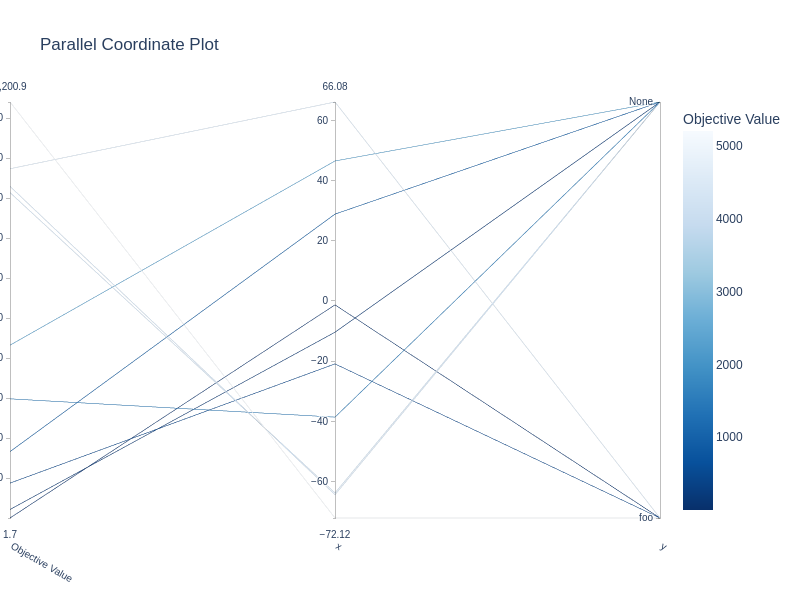 Parallel Coordinate Plot
200.9
66.08
None
60
40
20
0
−20
−40
−60
foo
1.7
−72.12
Objective Value
x
y
Objective Value
5000
4000
3000
2000
1000